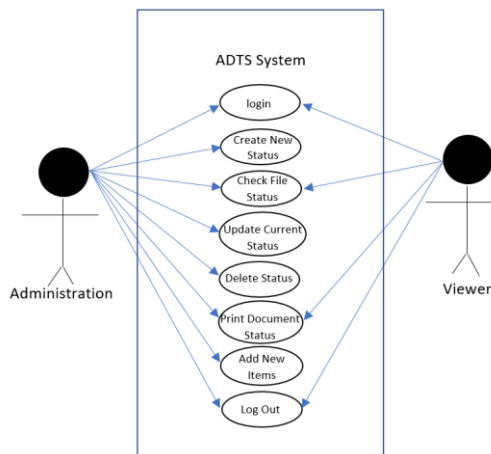 ADTS System
login
Create New
Status
Check File
Status
Update Current
Status
Delete Status
Print Document
Status
Add New
Items
Log Out
Administration
Viewer